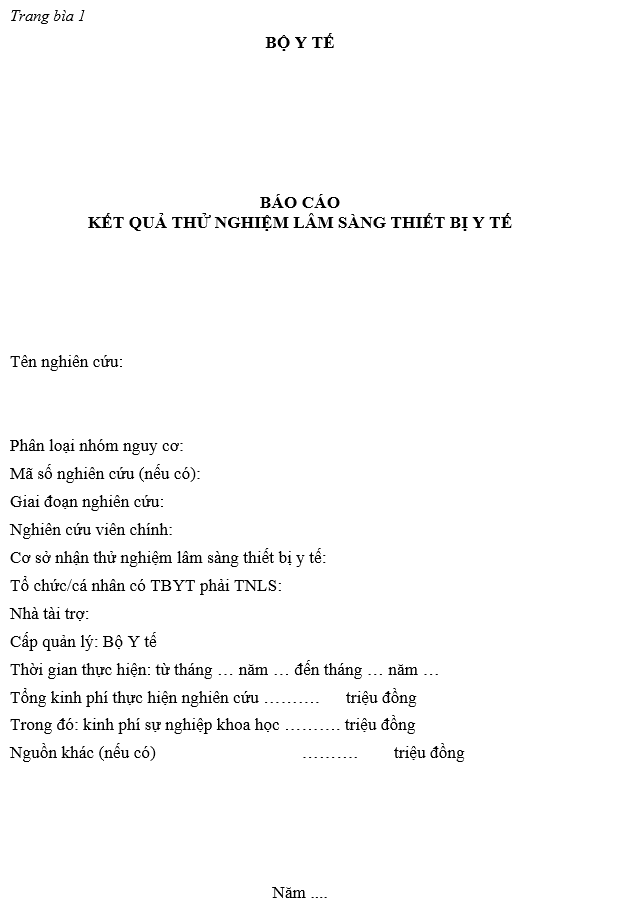 Trang bìa 1
BỘ Y TẾ
BÁO CÁO
KẾT QUẢ THỬ NGHIỆM LÂM SÀNG THIẾT BỊ Y TẾ
Tên nghiên cứu:
Phân loại nhóm nguy cơ:
Mã số nghiên cứu (nếu có):
Giai đoạn nghiên cứu:
Nghiên cứu viên chính:
Cơ sở nhận thử nghiệm lâm sàng thiết bị y tế:
Tổ chức/cá nhân có TBYT phải TNLS:
Nhà tài trợ:
Cấp quản lý: Bộ Y tế
Thời gian thực hiện: từ tháng … năm … đến tháng … năm …
Tổng kinh phí thực hiện nghiên cứu ………. triệu đồng
Trong đó: kinh phí sự nghiệp khoa học ………. triệu đồng
Nguồn khác (nếu có) ………. triệu đồng
Năm ....